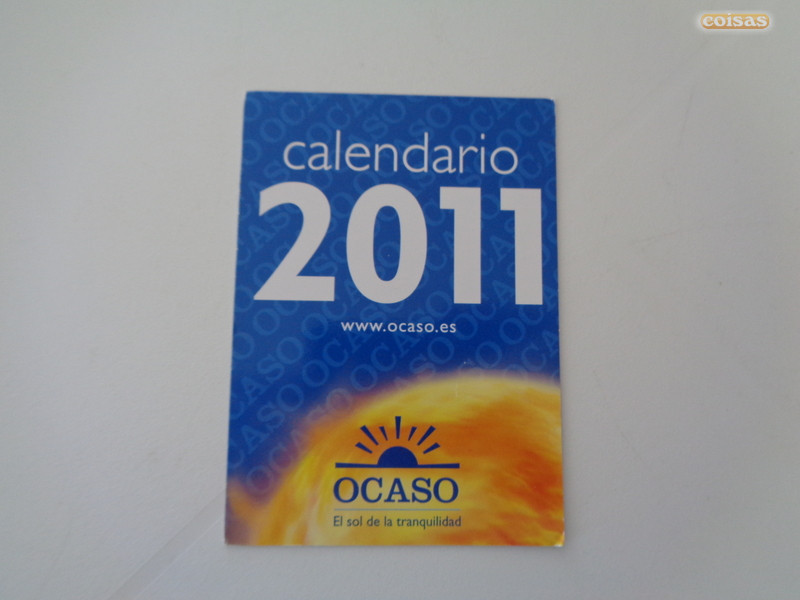 coisas
calendario
2011
www.ocaso.es
OCASO
El sol de la tranquilidad